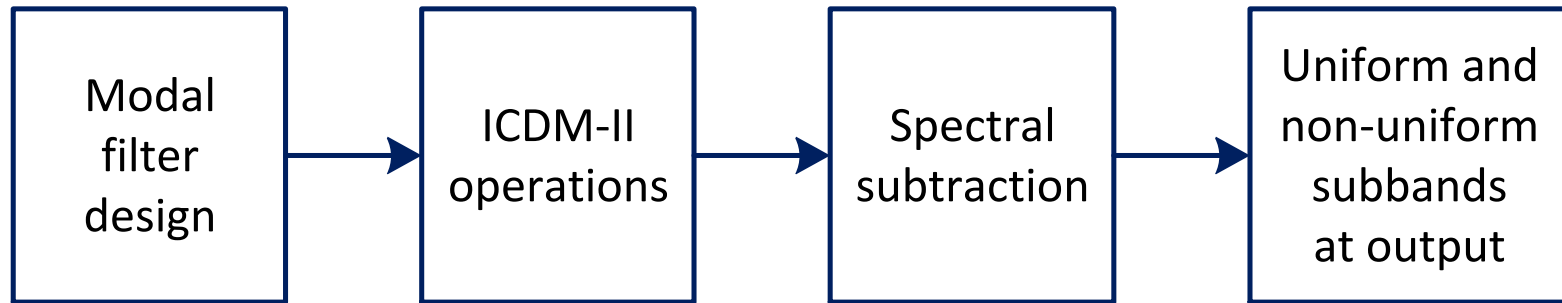 Modal
filter
design
ICDM-II
operations
Spectral
subtraction
Uniform and
non-uniform
subbands
at output